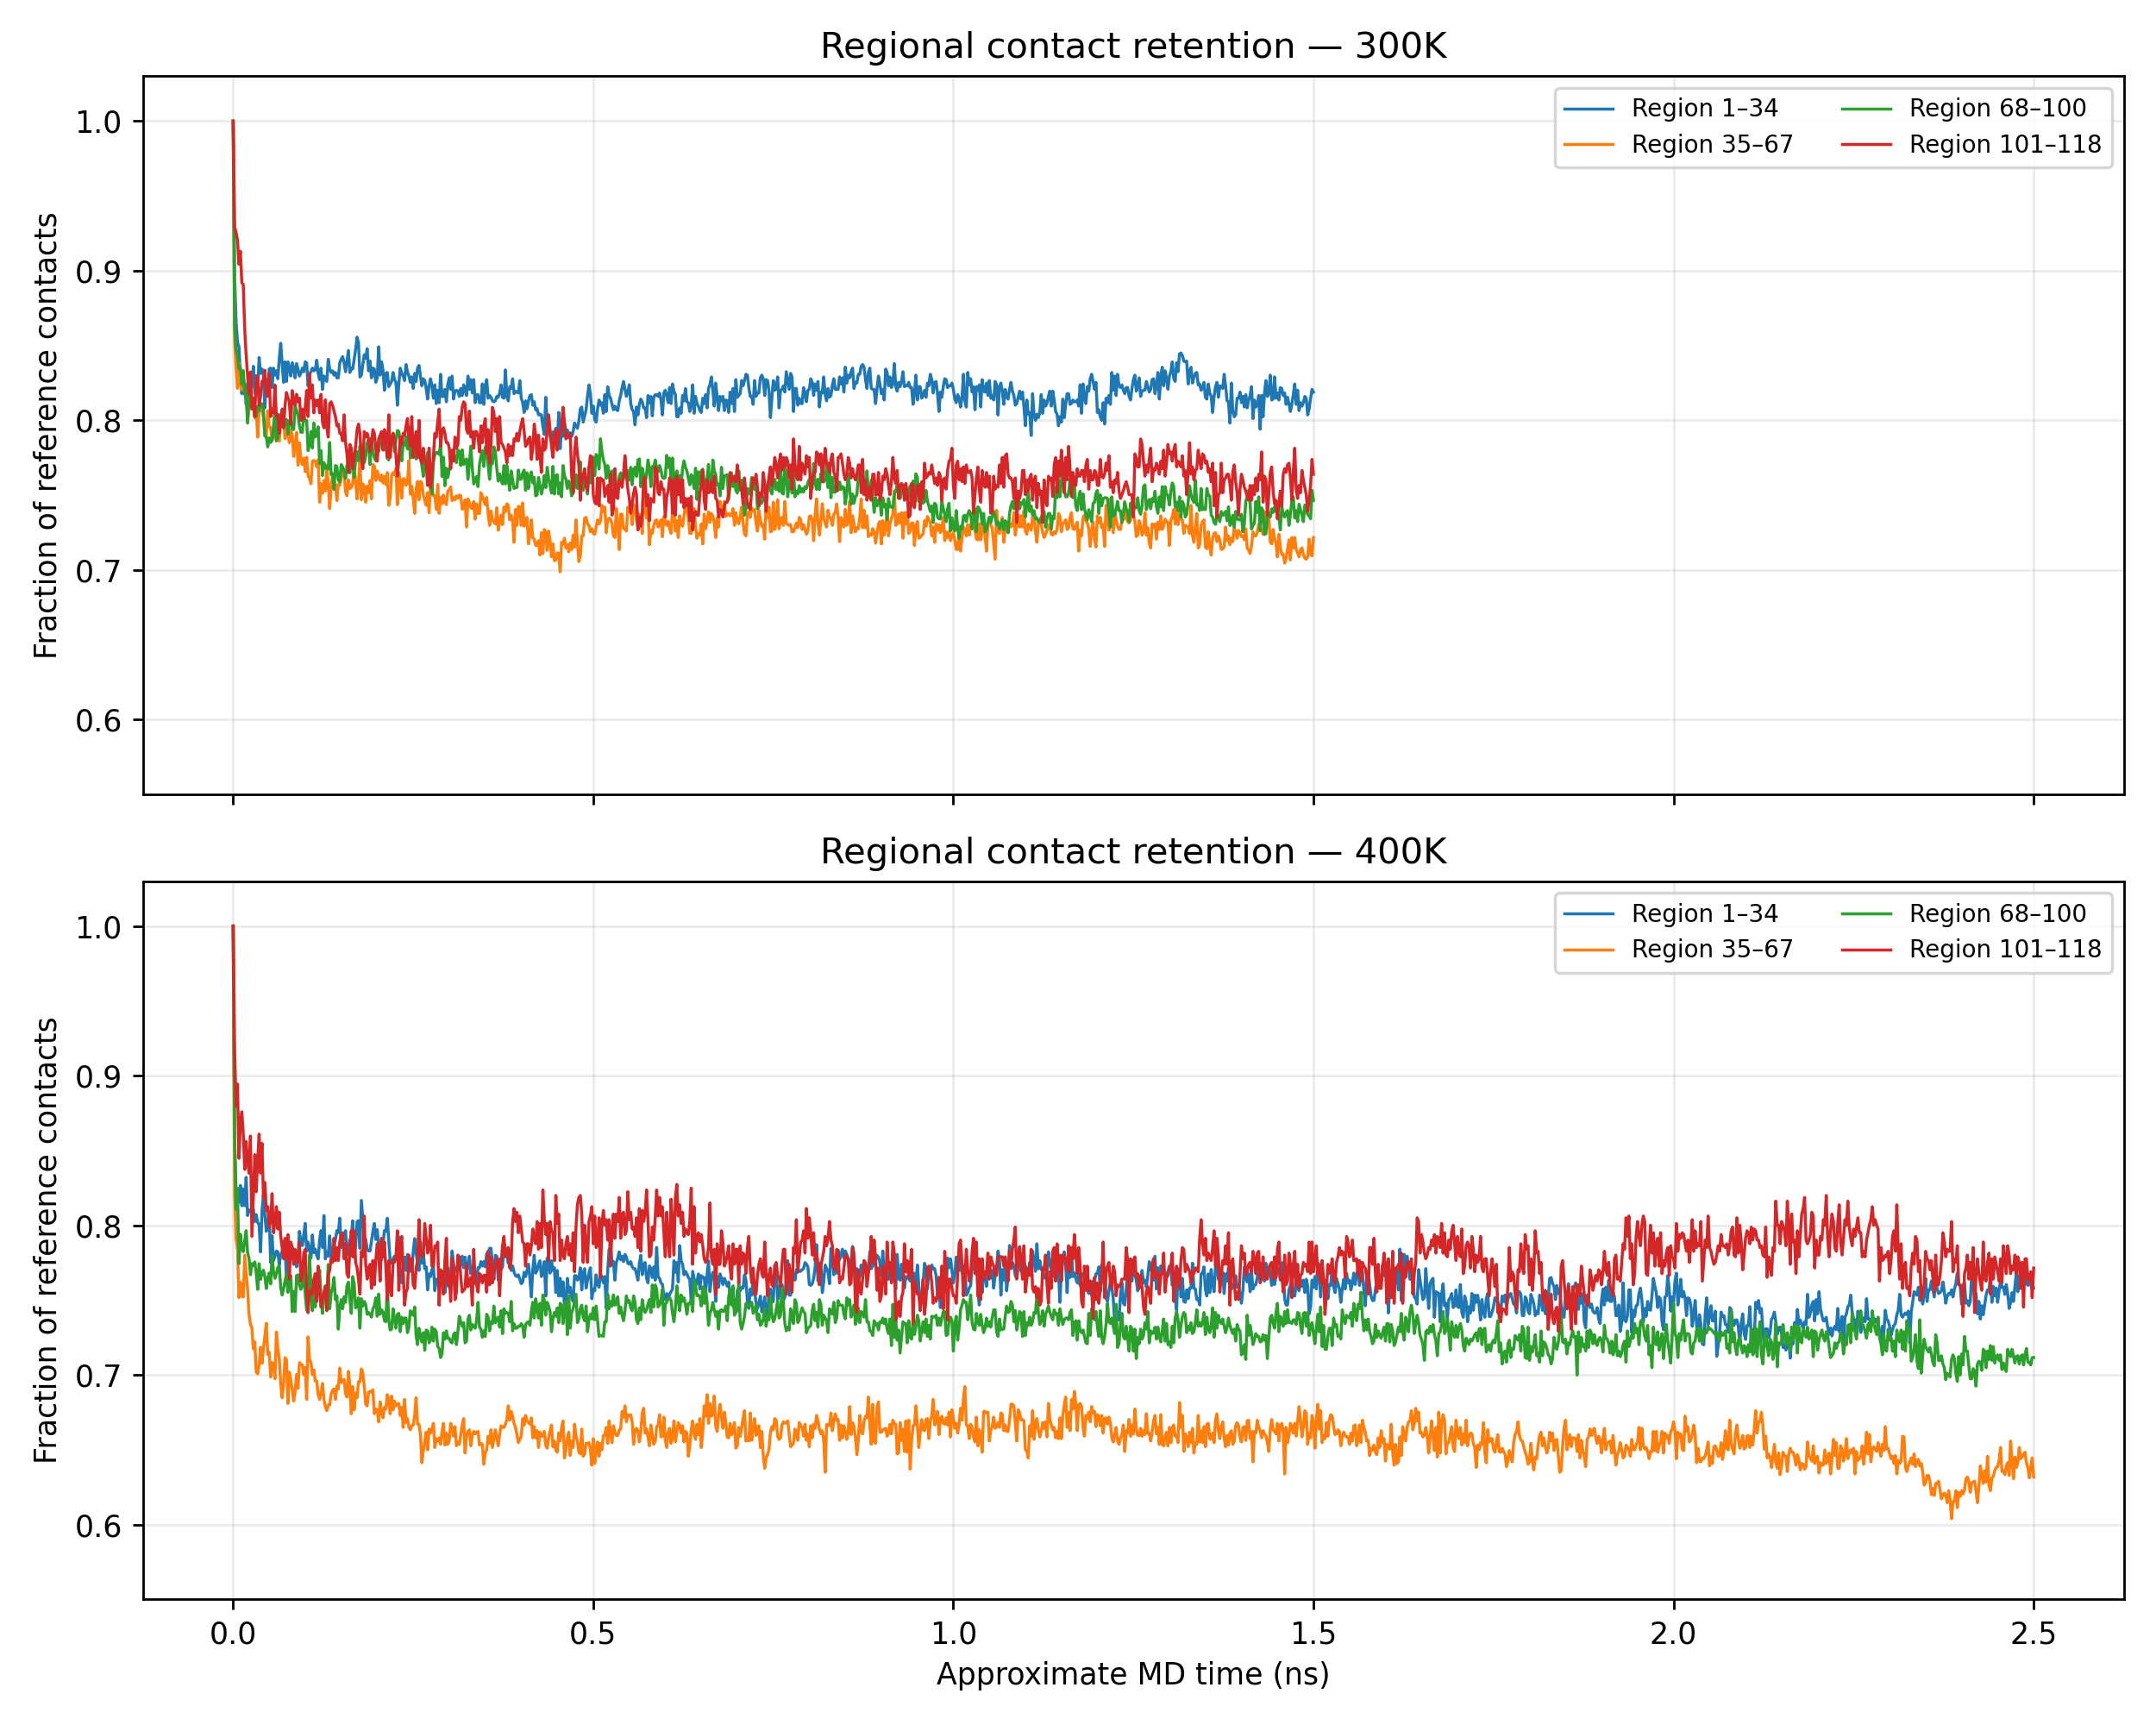 Regional contact retention — 300K
Region 1–34
Region 68–100
Region 35–67
Region 101–118
Fraction of reference contacts
1.0
0.9
0.8
0.7
0.6
Regional contact retention — 400K
Region 1–34
Region 68–100
Region 35–67
Region 101–118
Fraction of reference contacts
1.0
0.9
0.8
0.7
0.6
0.0
0.5
1.0
1.5
2.0
2.5
Approximate MD time (ns)